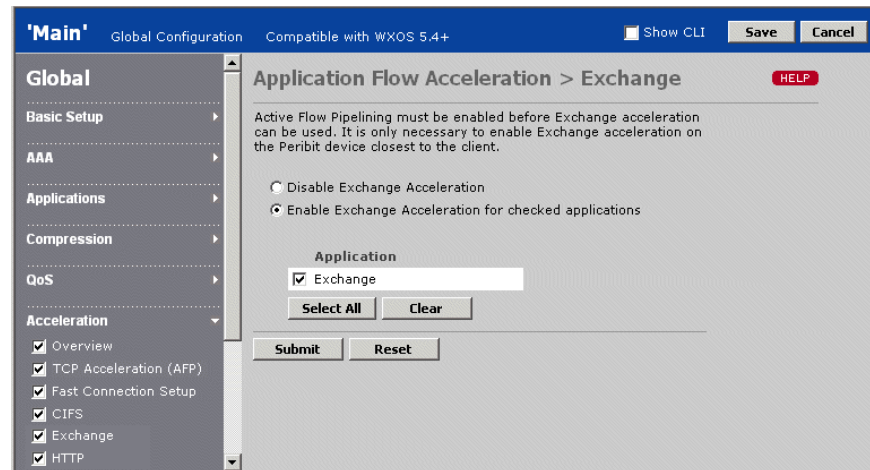 'Main' Global Configuration Compatible with WXOS 5.4+ Show CLI Save Cancel
Global
Basic Setup
AAA
Applications
Compression
QoS
Acceleration
Overview
TCP Acceleration (AFP)
Fast Connection Setup
CIFS
Exchange
HTTP
Application Flow Acceleration > Exchange HELP
Active Flow Pipelining must be enabled before Exchange acceleration
can be used. It is only necessary to enable Exchange acceleration on
the Peribit device closest to the client.
Disable Exchange Acceleration
Enable Exchange Acceleration for checked applications
Application
Exchange
Select All Clear
Submit Reset